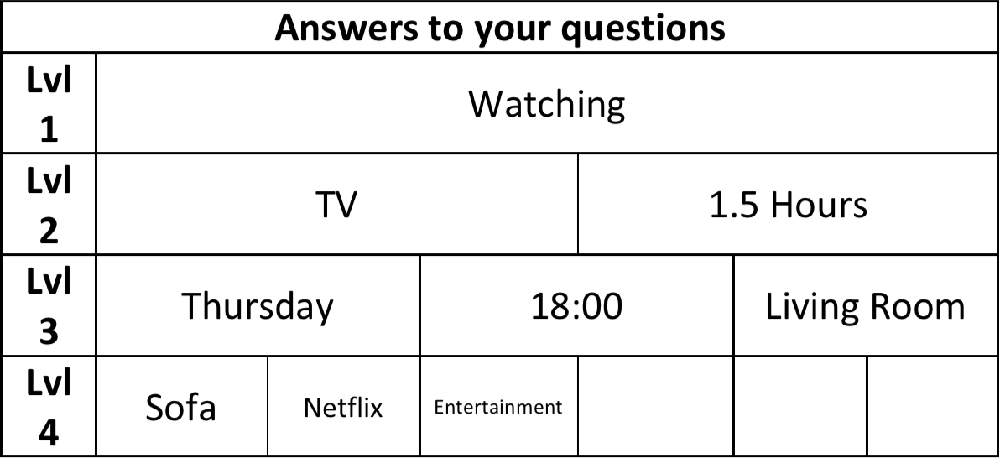 Answers to your questions
Lvl 1 Watching
Lvl 2 TV 1.5 Hours
Lvl 3 Thursday 18:00 Living Room
Lvl 4 Sofa Netflix Entertainment